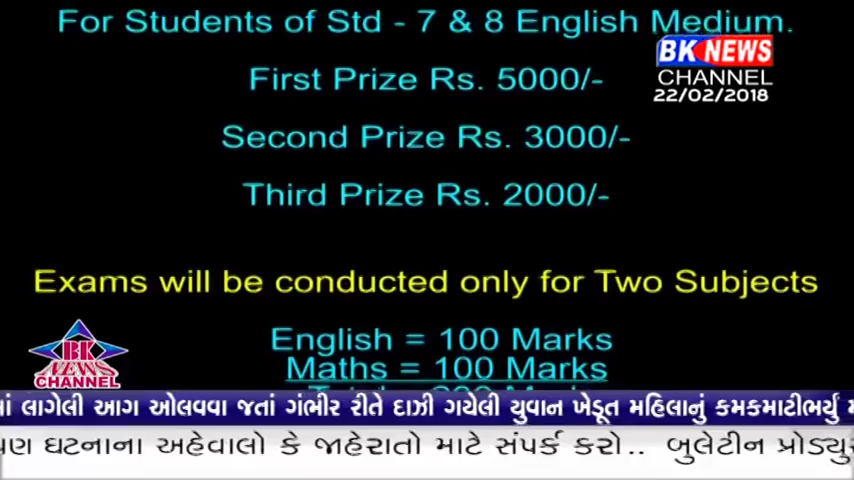 For Students of Std - 7 & 8 English Medium.
BK NEWS
CHANNEL
22/02/2018
First Prize Rs. 5000/-
Second Prize Rs. 3000/-
Third Prize Rs. 2000/-
Exams will be conducted only for Two Subjects
English = 100 Marks
Maths = 100 Marks
BK
NEWS
CHANNEL
લાગેલી આગ ઓલવવા જતાં ગંભીર રીતે દાઝી ગયેલી યુવાન ખેડૂત મહિલાનું કમકમાટીભર્યું
ઘટનાના અહેવાલો કે જાહેરાતો માટે સંપર્ક કરો.. બુલેટીન